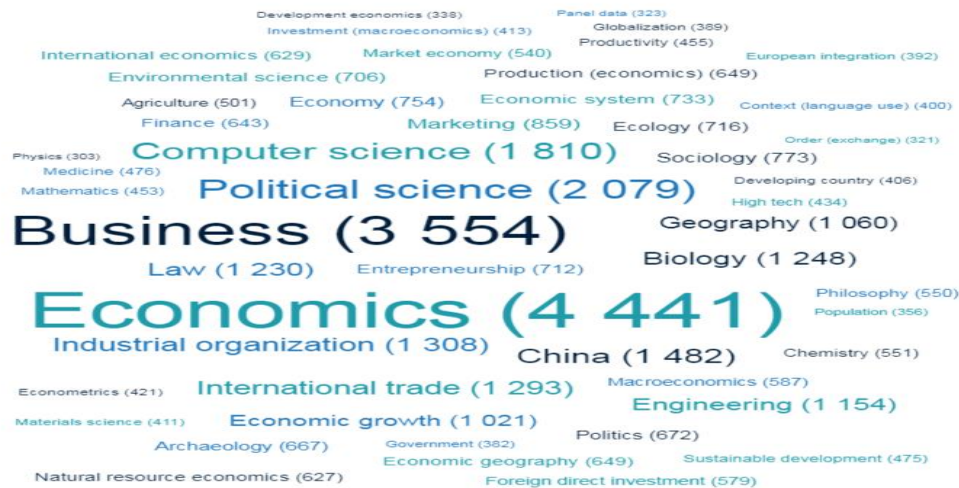 Development economics (338)
Panel data (323)
Investment (macroeconomics) (413)
Globalization (389)
International economics (629)
Market economy (540)
Productivity (455)
European integration (392)
Environmental science (706)
Production (economics) (649)
Agriculture (501)
Economy (754)
Economic system (733)
Context (language use) (400)
Finance (643)
Marketing (859)
Ecology (716)
Order (exchange) (321)
Physics (303)
Computer science (1 810)
Sociology (773)
Medicine (476)
Mathematics (453)
Political science (2 079)
Developing country (406)
High tech (434)
Business (3 554)
Geography (1 060)
Law (1 230)
Entrepreneurship (712)
Biology (1 248)
Economics (4 441)
Philosophy (550)
Population (356)
Industrial organization (1 308)
China (1 482)
Chemistry (551)
Econometrics (421)
International trade (1 293)
Macroeconomics (587)
Engineering (1 154)
Materials science (411)
Economic growth (1 021)
Politics (672)
Archaeology (667)
Government (382)
Economic geography (649)
Sustainable development (475)
Natural resource economics (627)
Foreign direct investment (579)